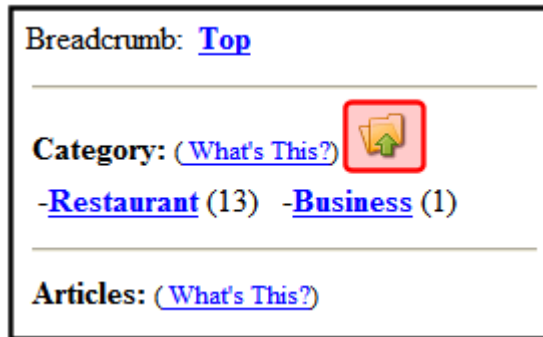 Breadcrumb: Top
Category: ( What's This?)
-Restaurant (13) -Business (1)
Articles: ( What's This?)